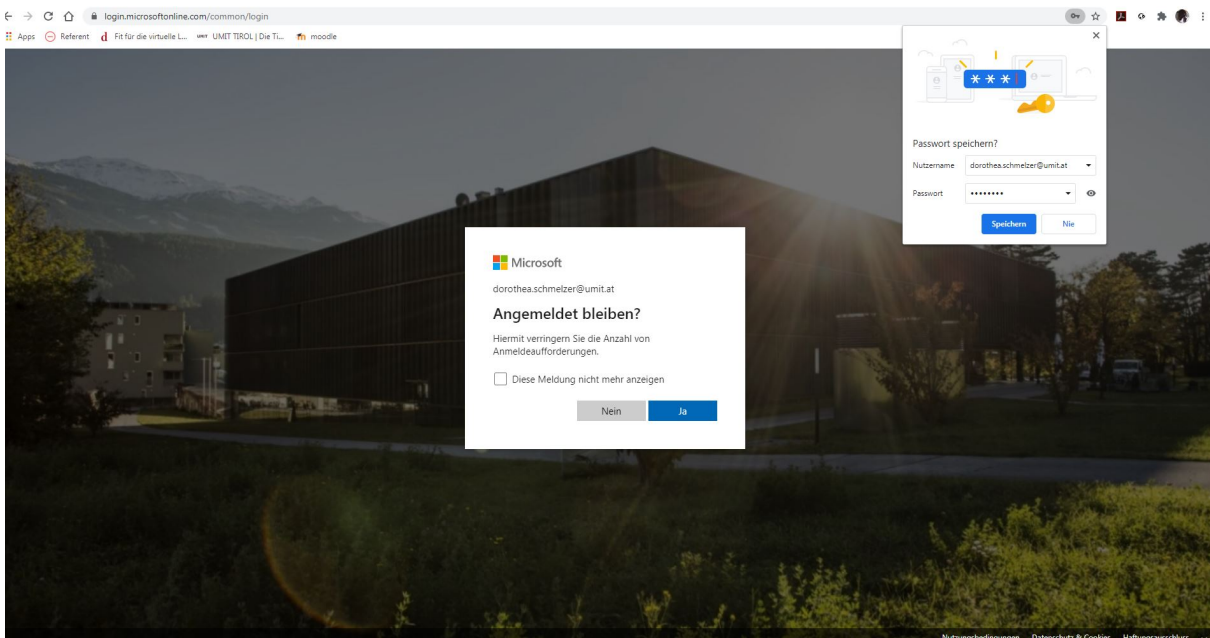 login.microsoftonline.com/common/login
Apps Referent Fit für die virtuelle L... UMIT TIROL | Die Ti... moodle
***
Passwort speichern?
Nutzername dorothea.schmelzer@umit.at
Passwort ••••••••
Speichern Nie
Microsoft
dorothea.schmelzer@umit.at
Angemeldet bleiben?
Hiermit verringern Sie die Anzahl von
Anmeldeaufforderungen.
Diese Meldung nicht mehr anzeigen
Nein Ja
Nutzungsbedingungen Datenschutz & Cookies Haftungsausschluss